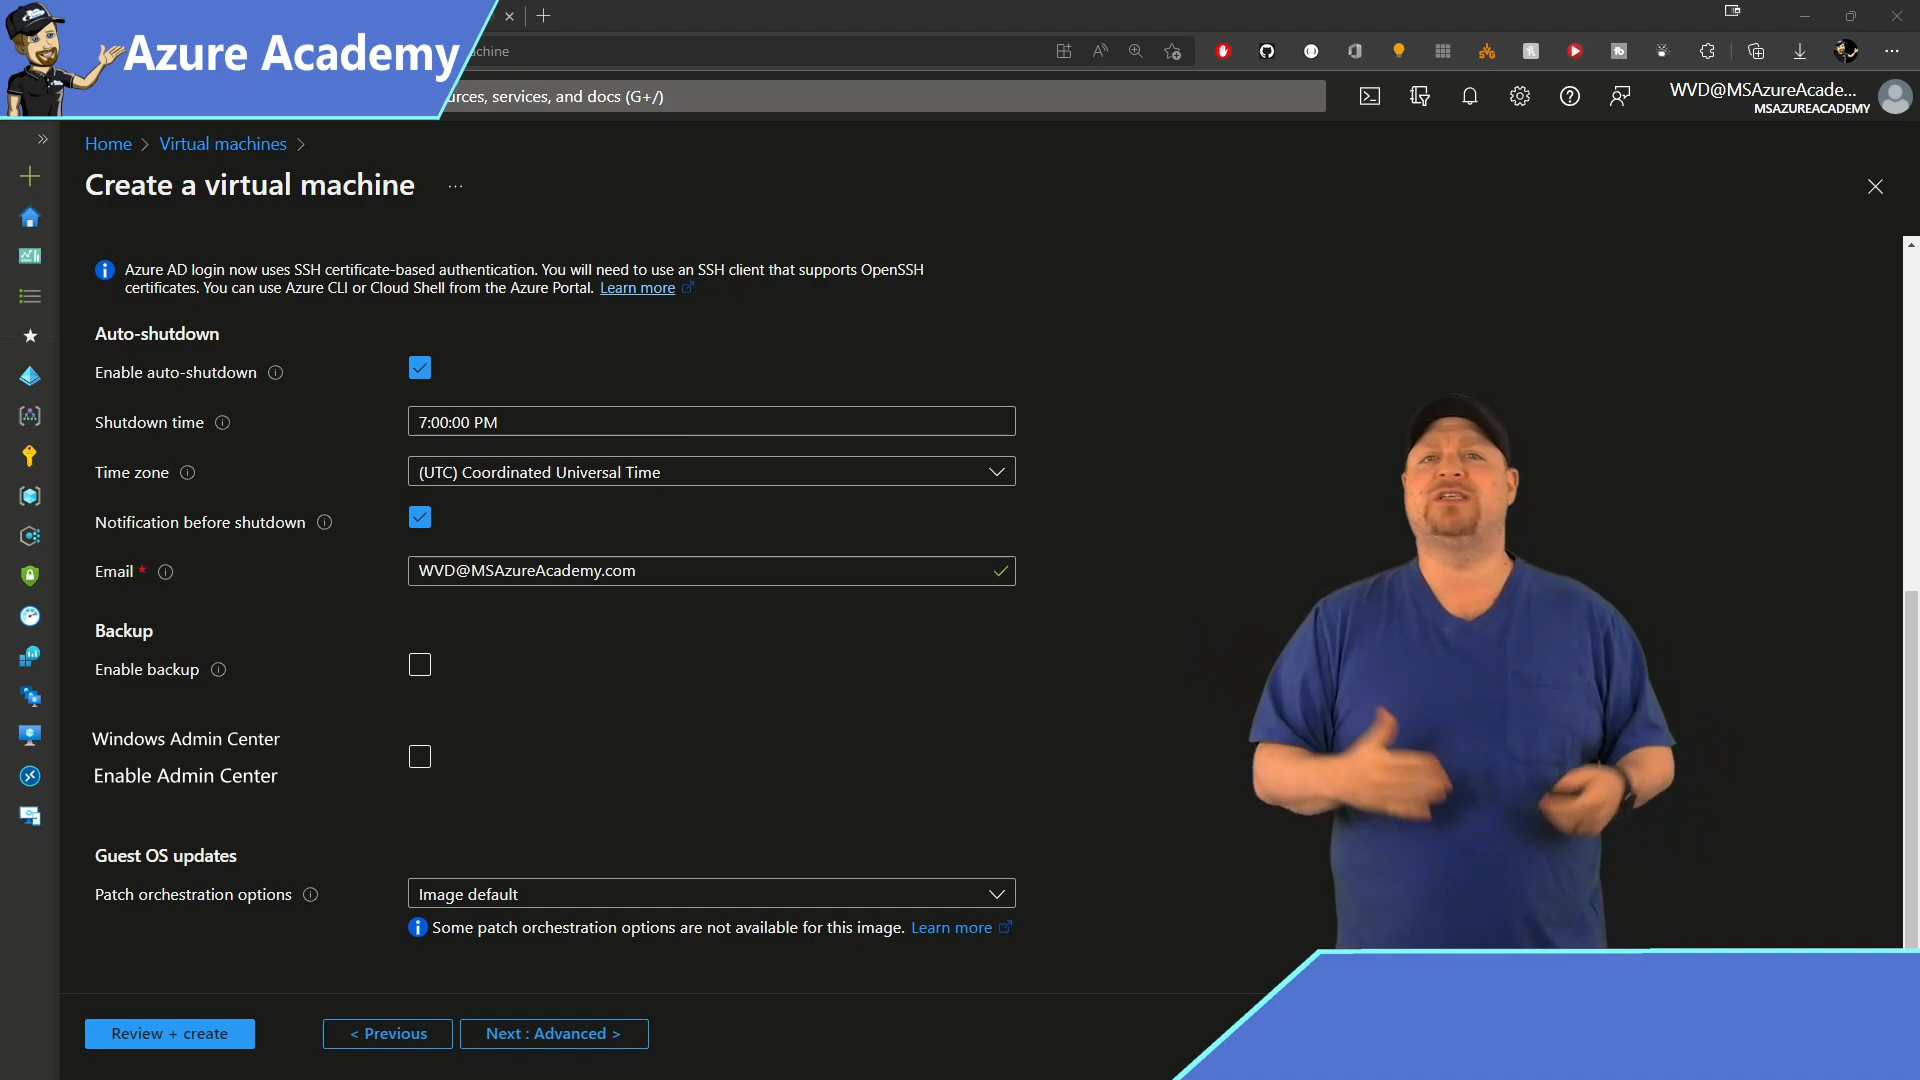 Azure Academy
achine
urces, services, and docs (G+/)
WVD@MSAzureAcade...
MSAZUREACADEMY
Home > Virtual machines >
Create a virtual machine ...
Azure AD login now uses SSH certificate-based authentication. You will need to use an SSH client that supports OpenSSH
certificates. You can use Azure CLI or Cloud Shell from the Azure Portal. Learn more
Auto-shutdown
Enable auto-shutdown
Shutdown time
7:00:00 PM
Time zone
(UTC) Coordinated Universal Time
Notification before shutdown
Email *
WVD@MSAzureAcademy.com
Backup
Enable backup
Windows Admin Center
Enable Admin Center
Guest OS updates
Patch orchestration options
Image default
Some patch orchestration options are not available for this image. Learn more
Review + create
< Previous
Next : Advanced >